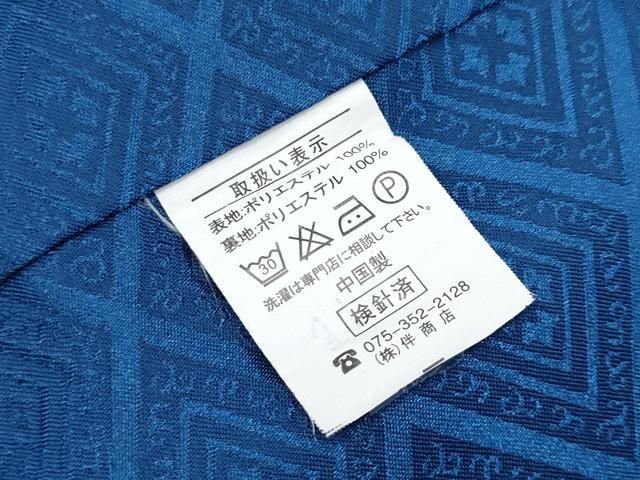 取扱い表示
表地:ポリエステル 100%
裏地:ポリエステル 100%
30 P
洗濯は専門店に相談して下さい。
中国製
検針済
☎ 075-352-2128
(株)伴商店